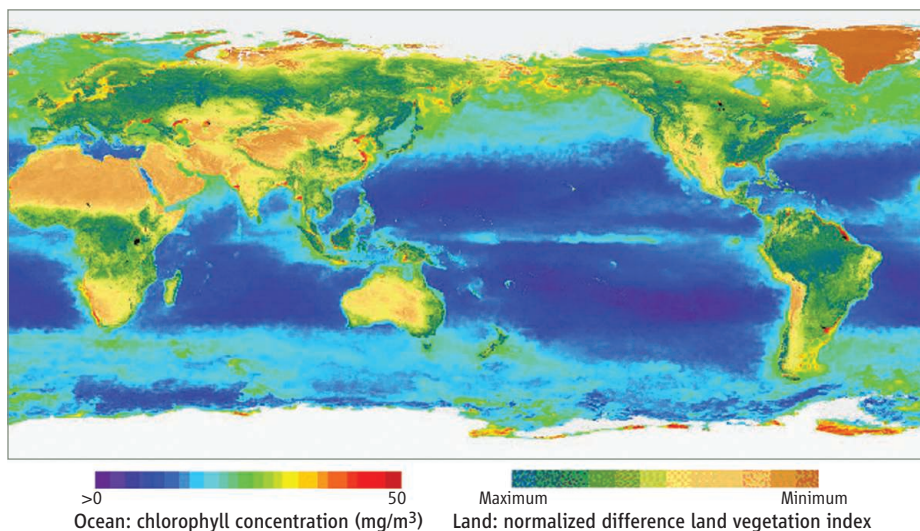 >0 50
Ocean: chlorophyll concentration (mg/m³)
Maximum Minimum
Land: normalized difference land vegetation index